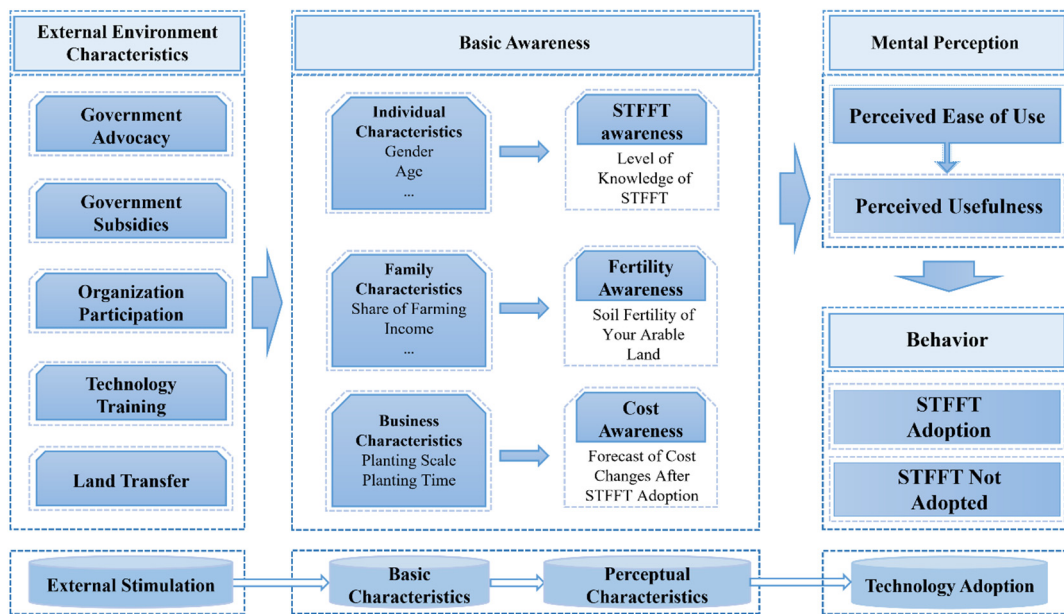 External Environment
Characteristics
Government
Advocacy
Government
Subsidies
Organization
Participation
Technology
Training
Land Transfer
Basic Awareness
Individual
Characteristics
Gender
Age
...
STFFT
awareness
Level of
Knowledge of
STFFT
Family
Characteristics
Share of Farming
Income
...
Fertility
Awareness
Soil Fertility of
Your Arable
Land
Business
Characteristics
Planting Scale
Planting Time
Cost
Awareness
Forecast of Cost
Changes After
STFFT Adoption
Mental Perception
Perceived Ease of Use
Perceived Usefulness
Behavior
STFFT
Adoption
STFFT Not
Adopted
External Stimulation
Basic
Characteristics
Perceptual
Characteristics
Technology Adoption